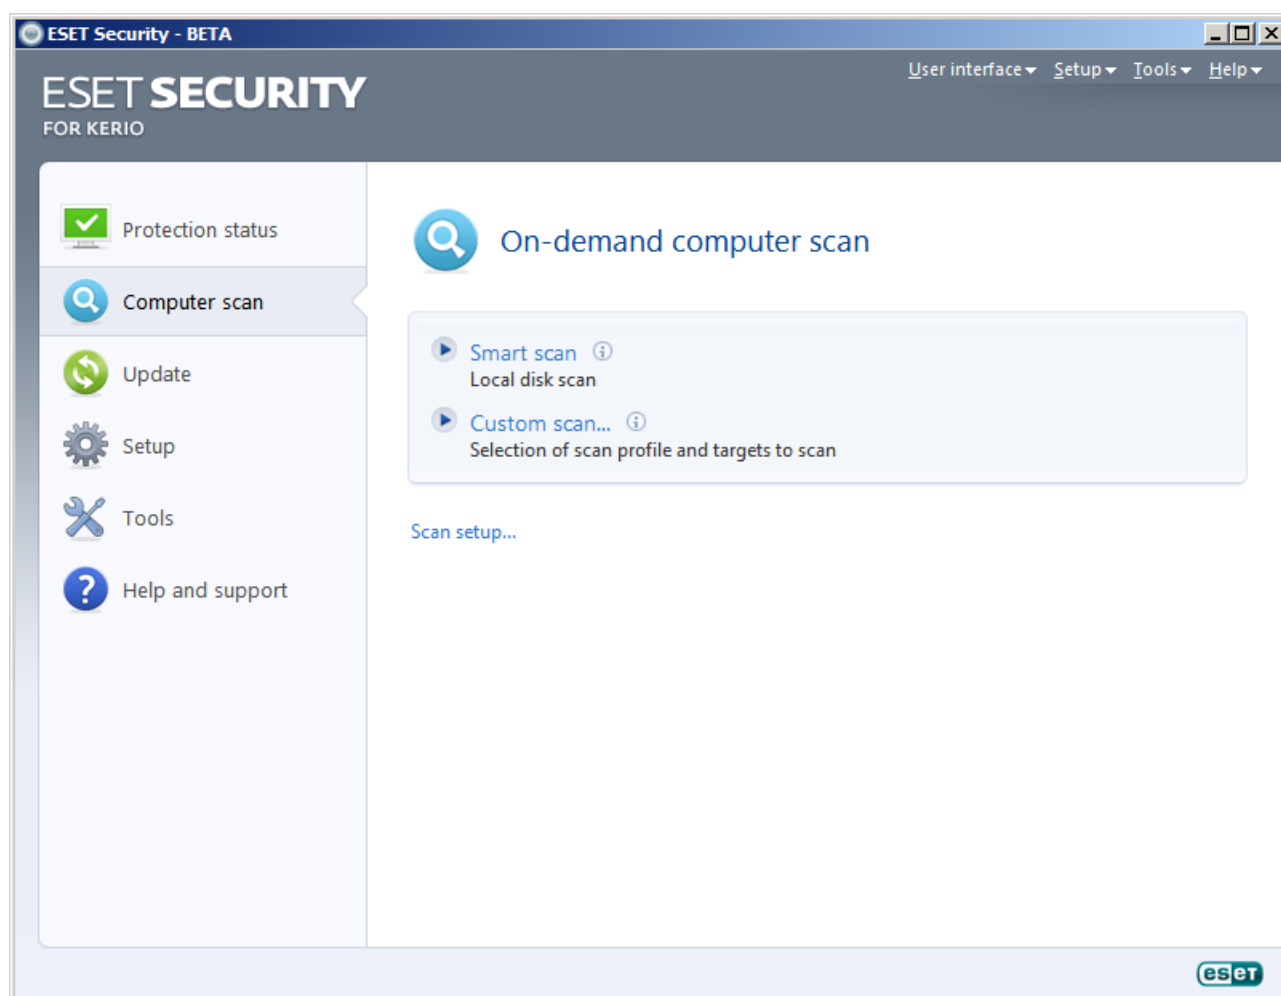 ESET Security - BETA
User interface Setup Tools Help
ESET SECURITY
FOR KERIO
Protection status
Computer scan
Update
Setup
Tools
Help and support
On-demand computer scan
Smart scan
Local disk scan
Custom scan...
Selection of scan profile and targets to scan
Scan setup...
eseT